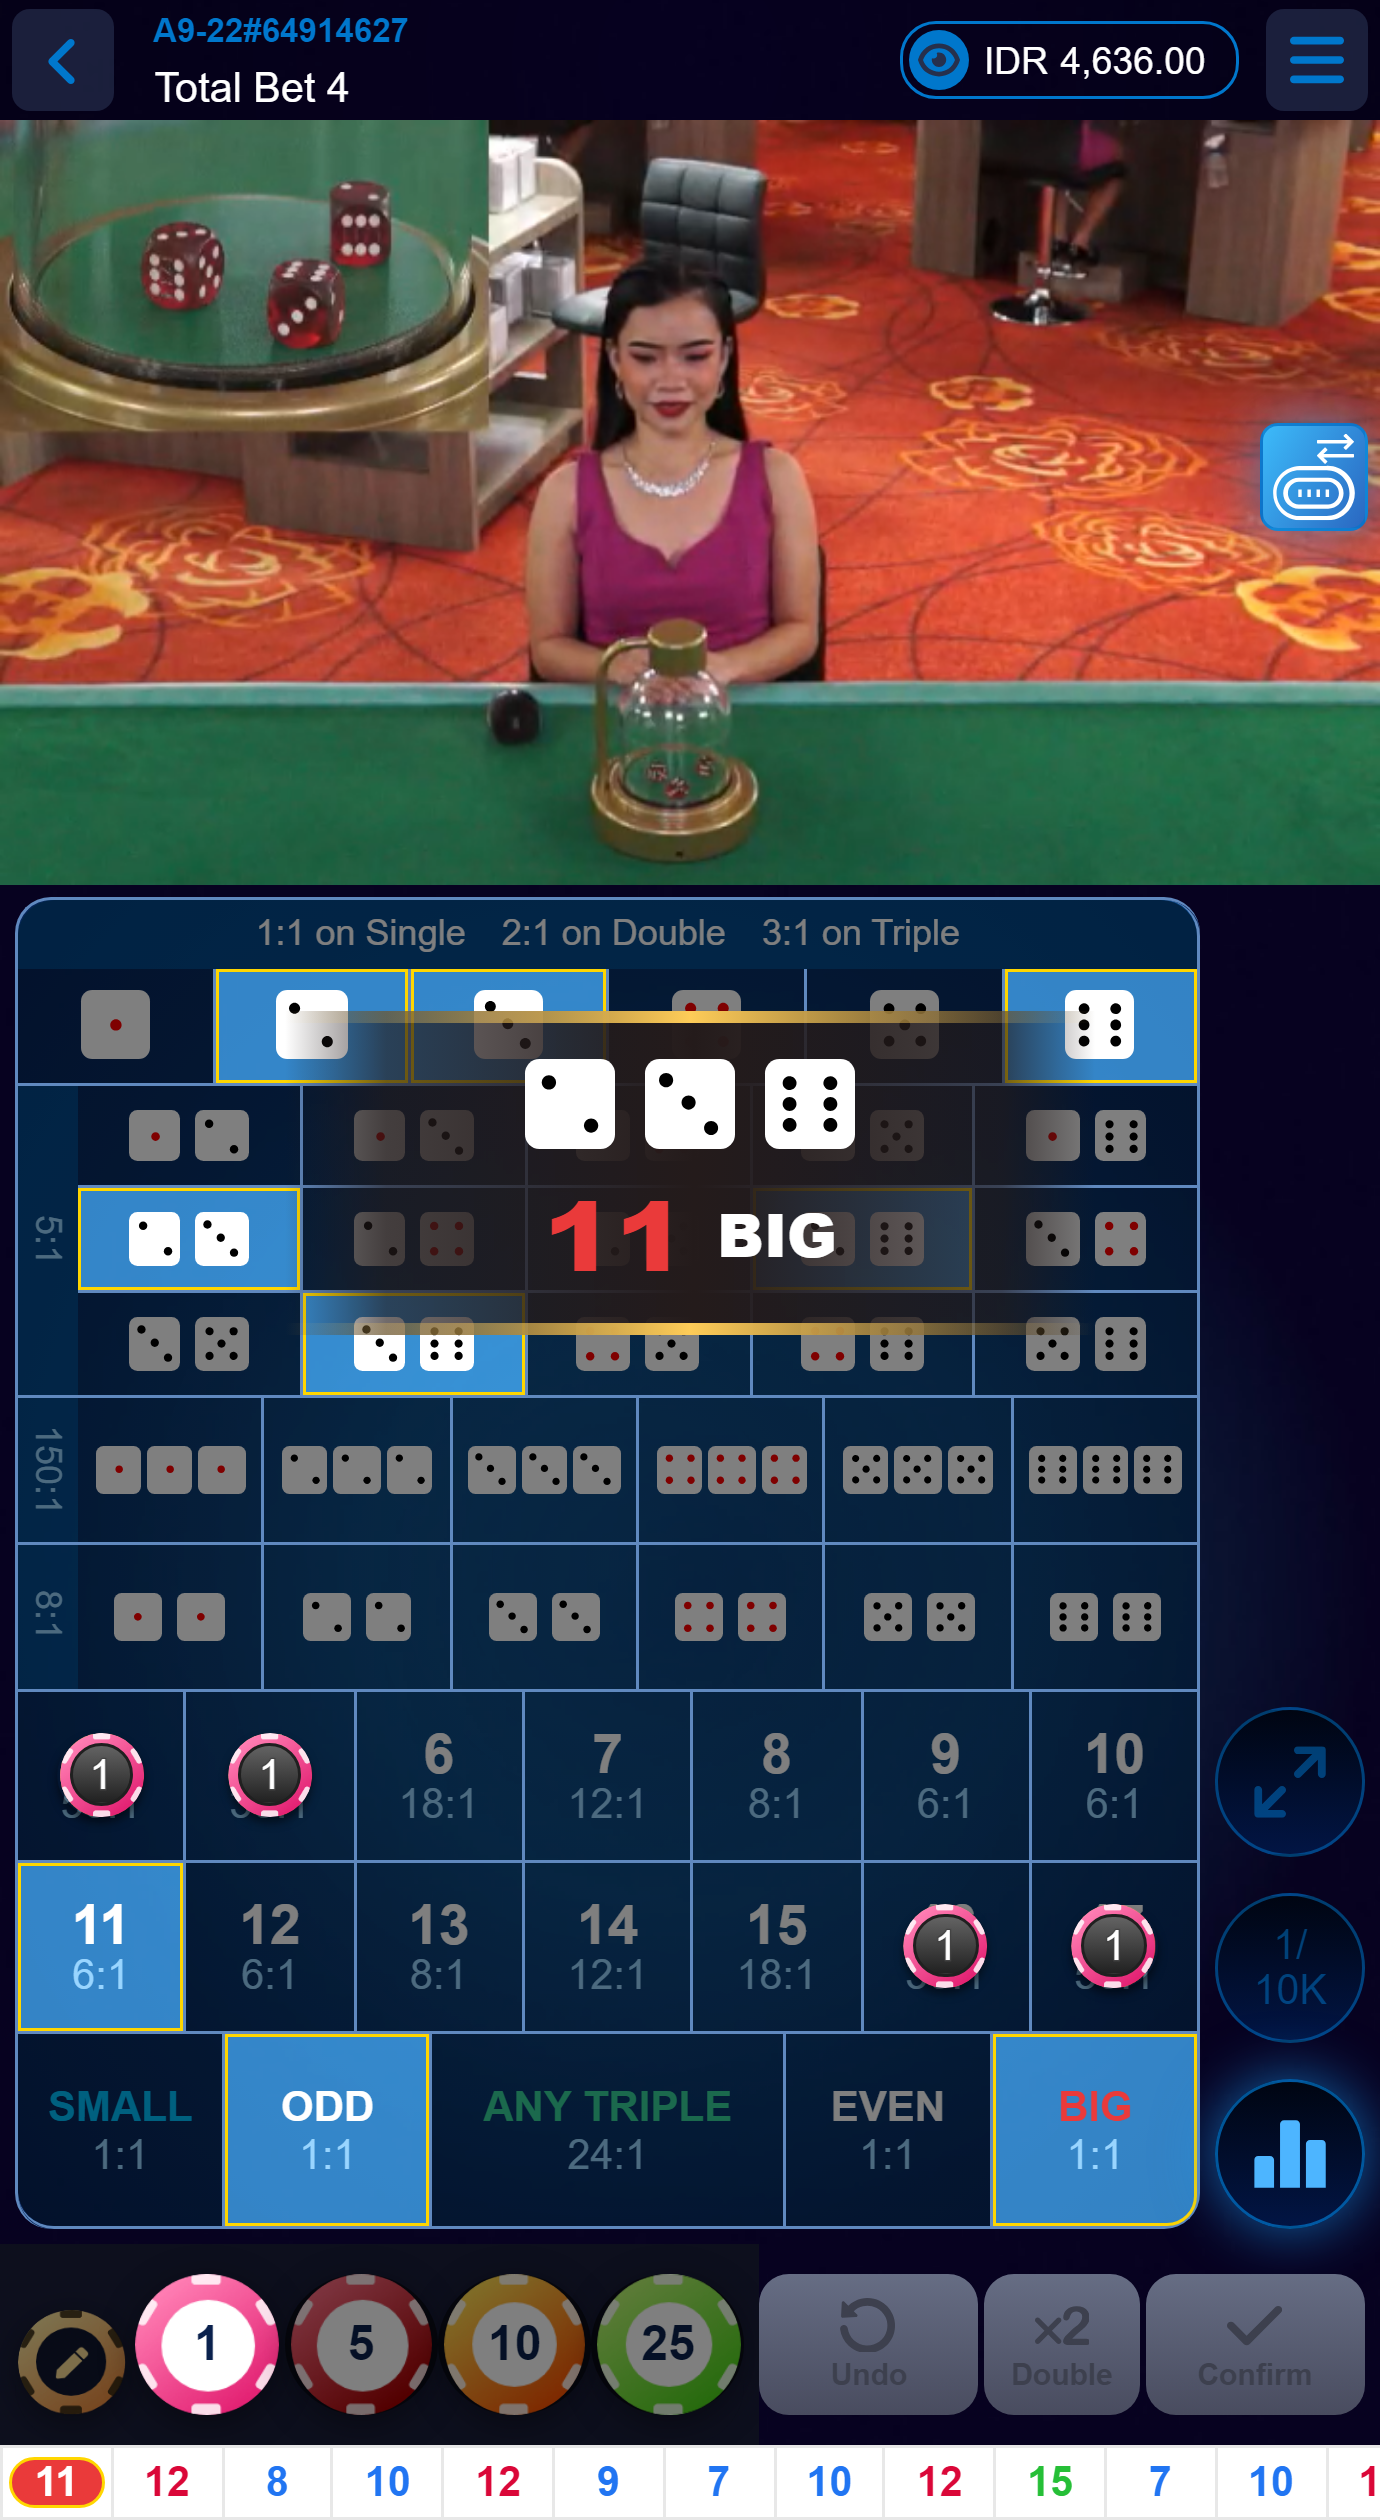 A9-22#64914627
Total Bet 4
IDR 4,636.00
1:1 on Single 2:1 on Double 3:1 on Triple
11 BIG
5:1
150:1
8:1
1 1 6 7 8 9 10
18:1 12:1 8:1 6:1 6:1
11 12 13 14 15 1 1
6:1 6:1 8:1 12:1 18:1
1/
10K
SMALL ODD ANY TRIPLE EVEN BIG
1:1 1:1 24:1 1:1 1:1
1 5 10 25 x2
Undo Double Confirm
11 12 8 10 12 9 7 10 12 15 7 10